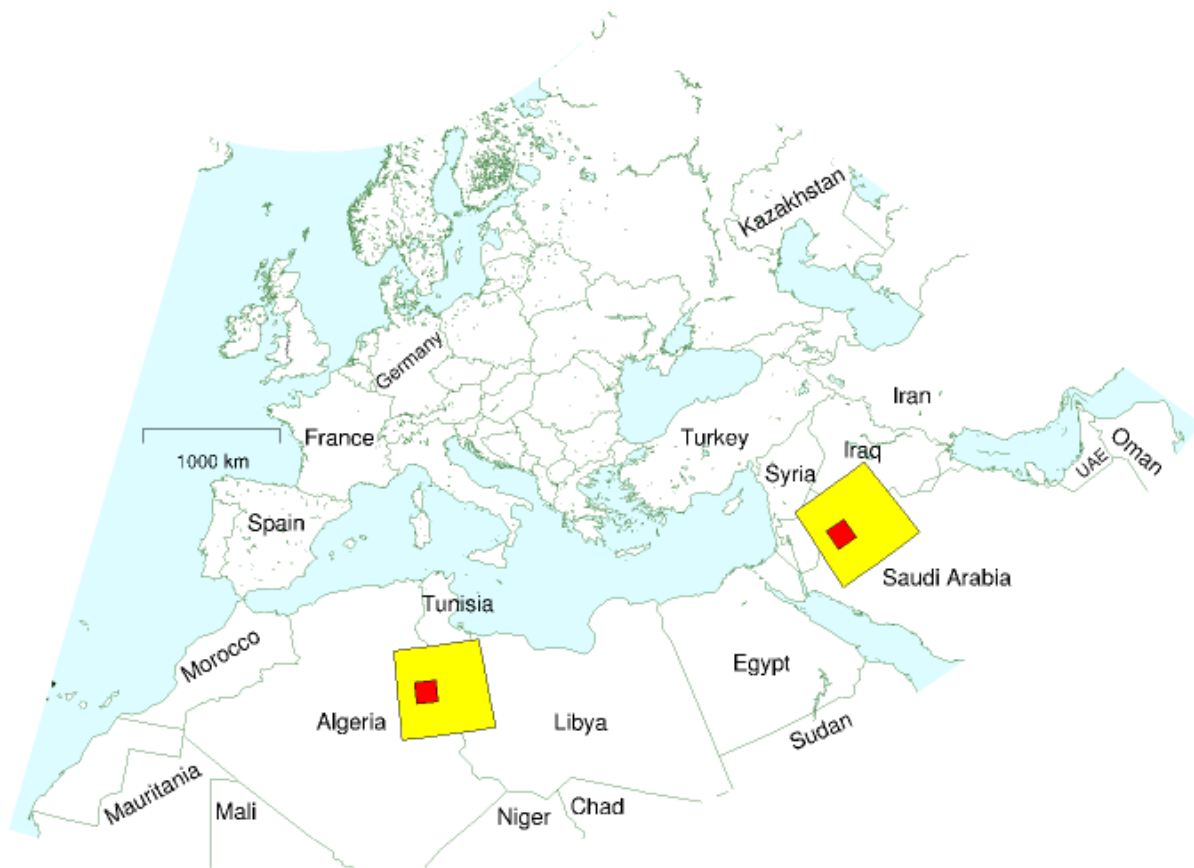 Kazakhstan
Germany
Iran
France
Turkey
Iraq
Oman
1000 km
UAE
Syria
Spain
Saudi Arabia
Tunisia
Morocco
Egypt
Algeria
Libya
Sudan
Mauritania
Mali
Niger
Chad